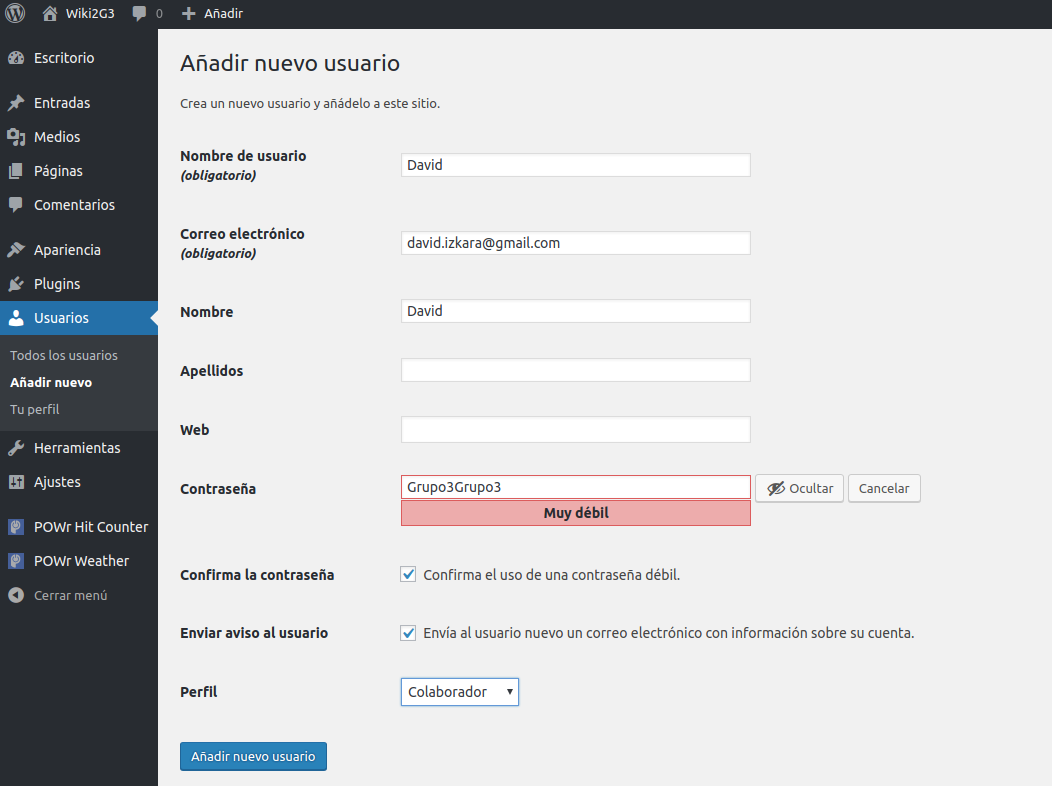 Wiki2G3 0 Añadir
Escritorio
Entradas
Medios
Páginas
Comentarios
Apariencia
Plugins
Usuarios
Todos los usuarios
Añadir nuevo
Tu perfil
Herramientas
Ajustes
POWr Hit Counter
POWr Weather
Cerrar menú
Añadir nuevo usuario
Crea un nuevo usuario y añádelo a este sitio.
Nombre de usuario
(obligatorio)
David
Correo electrónico
(obligatorio)
david.izkara@gmail.com
Nombre
David
Apellidos
Web
Contraseña
Grupo3Grupo3
Ocultar
Cancelar
Muy débil
Confirma la contraseña
Confirma el uso de una contraseña débil.
Enviar aviso al usuario
Envía al usuario nuevo un correo electrónico con información sobre su cuenta.
Perfil
Colaborador
Añadir nuevo usuario